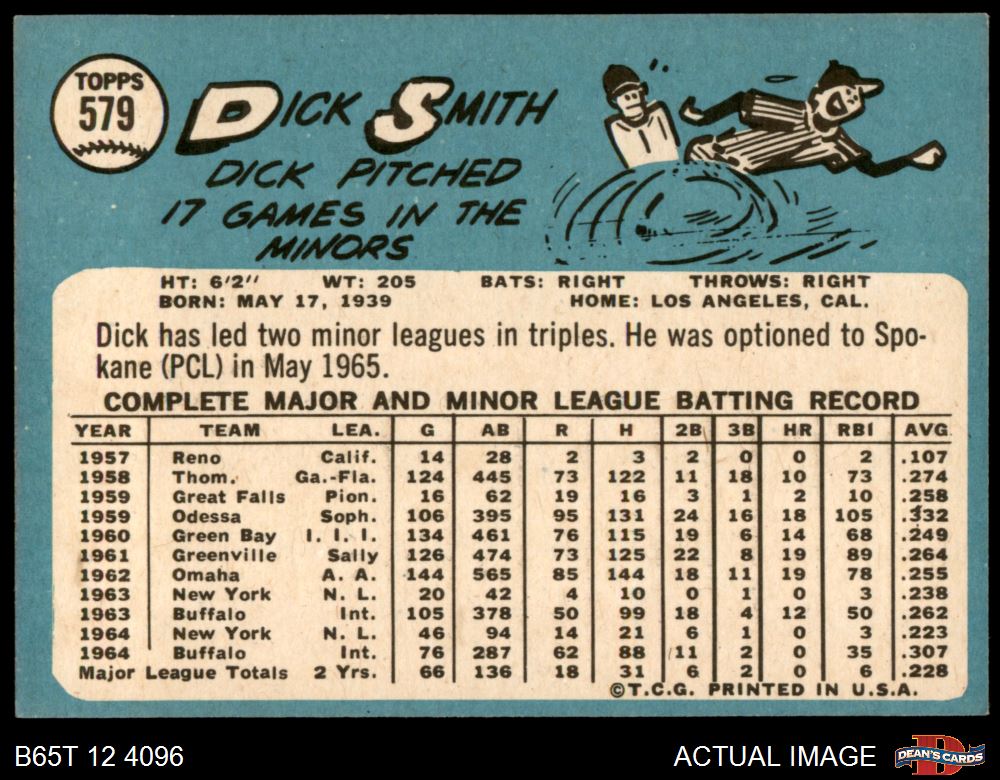 TOPPS
579
DICK SMITH
DICK PITCHED
17 GAMES IN THE
MINORS
HT: 6'2" WT: 205 BATS: RIGHT THROWS: RIGHT
BORN: MAY 17, 1939 HOME: LOS ANGELES, CAL.
Dick has led two minor leagues in triples. He was optioned to Spo-
kane (PCL) in May 1965.
COMPLETE MAJOR AND MINOR LEAGUE BATTING RECORD
YEAR TEAM LEA. G AB R H 2B 3B HR RBI AVG.
1957 Reno Calif. 14 28 2 3 2 0 0 2 .107
1958 Thom. Ga.-Fla. 124 445 73 122 11 18 10 73 .274
1959 Great Falls Pion. 16 62 19 16 3 1 2 10 .258
1959 Odessa Soph. 106 395 95 131 24 16 18 105 .332
1960 Green Bay I. I. I. 134 461 76 115 19 6 14 68 .249
1961 Greenville Sally 126 474 73 125 22 8 19 89 .264
1962 Omaha A. A. 144 565 85 144 18 11 19 78 .255
1963 New York N. L. 20 42 4 10 0 1 0 3 .238
1963 Buffalo Int. 105 378 50 99 18 4 12 50 .262
1964 New York N. L. 46 94 14 21 6 1 0 3 .223
1964 Buffalo Int. 76 287 62 88 11 2 0 35 .307
Major League Totals 2 Yrs. 66 136 18 31 6 2 0 6 .228
©T.C.G. PRINTED IN U.S.A.
B65T 12 4096 ACTUAL IMAGE D DEAN'S CARDS